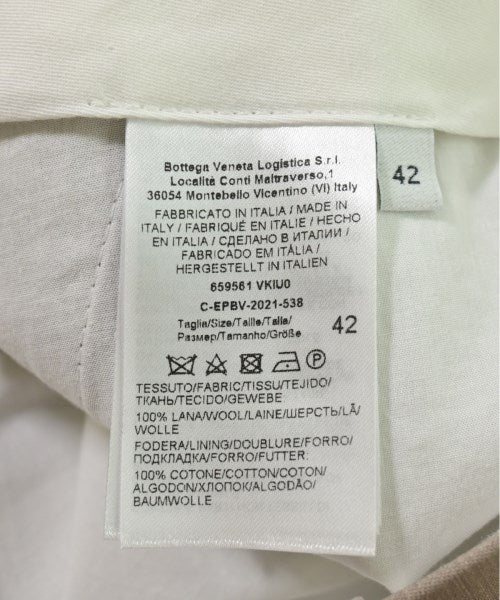 Bottega Veneta Logistica S.r.l.
Località Conti Maltraverso,1
36054 Montebello Vicentino (VI) Italy
FABBRICATO IN ITALIA / MADE IN
ITALY / FABRIQUÉ EN ITALIE / HECHO
EN ITALIA / СДЕЛАНО В ИТАЛИИ /
FABRICADO EM ITÁLIA /
HERGESTELLT IN ITALIEN
659561 VKIU0
C-EPBV-2021-538
Taglia/Size/Taille/Talla/
Размер/Tamanho/Größe
42
P
TESSUTO/FABRIC/TISSU/TEJIDO/
ТКАНЬ/TECIDO/GEWEBE
100% LANA/WOOL/LAINE/ШЕРСТЬ/LÃ/
WOLLE
FODERA/LINING/DOUBLURE/FORRO/
ПОДКЛАДКА/FORRO/FUTTER:
100% COTONE/COTTON/COTON/
ALGODON/ХЛОПОК/ALGODÃO/
BAUMWOLLE
42